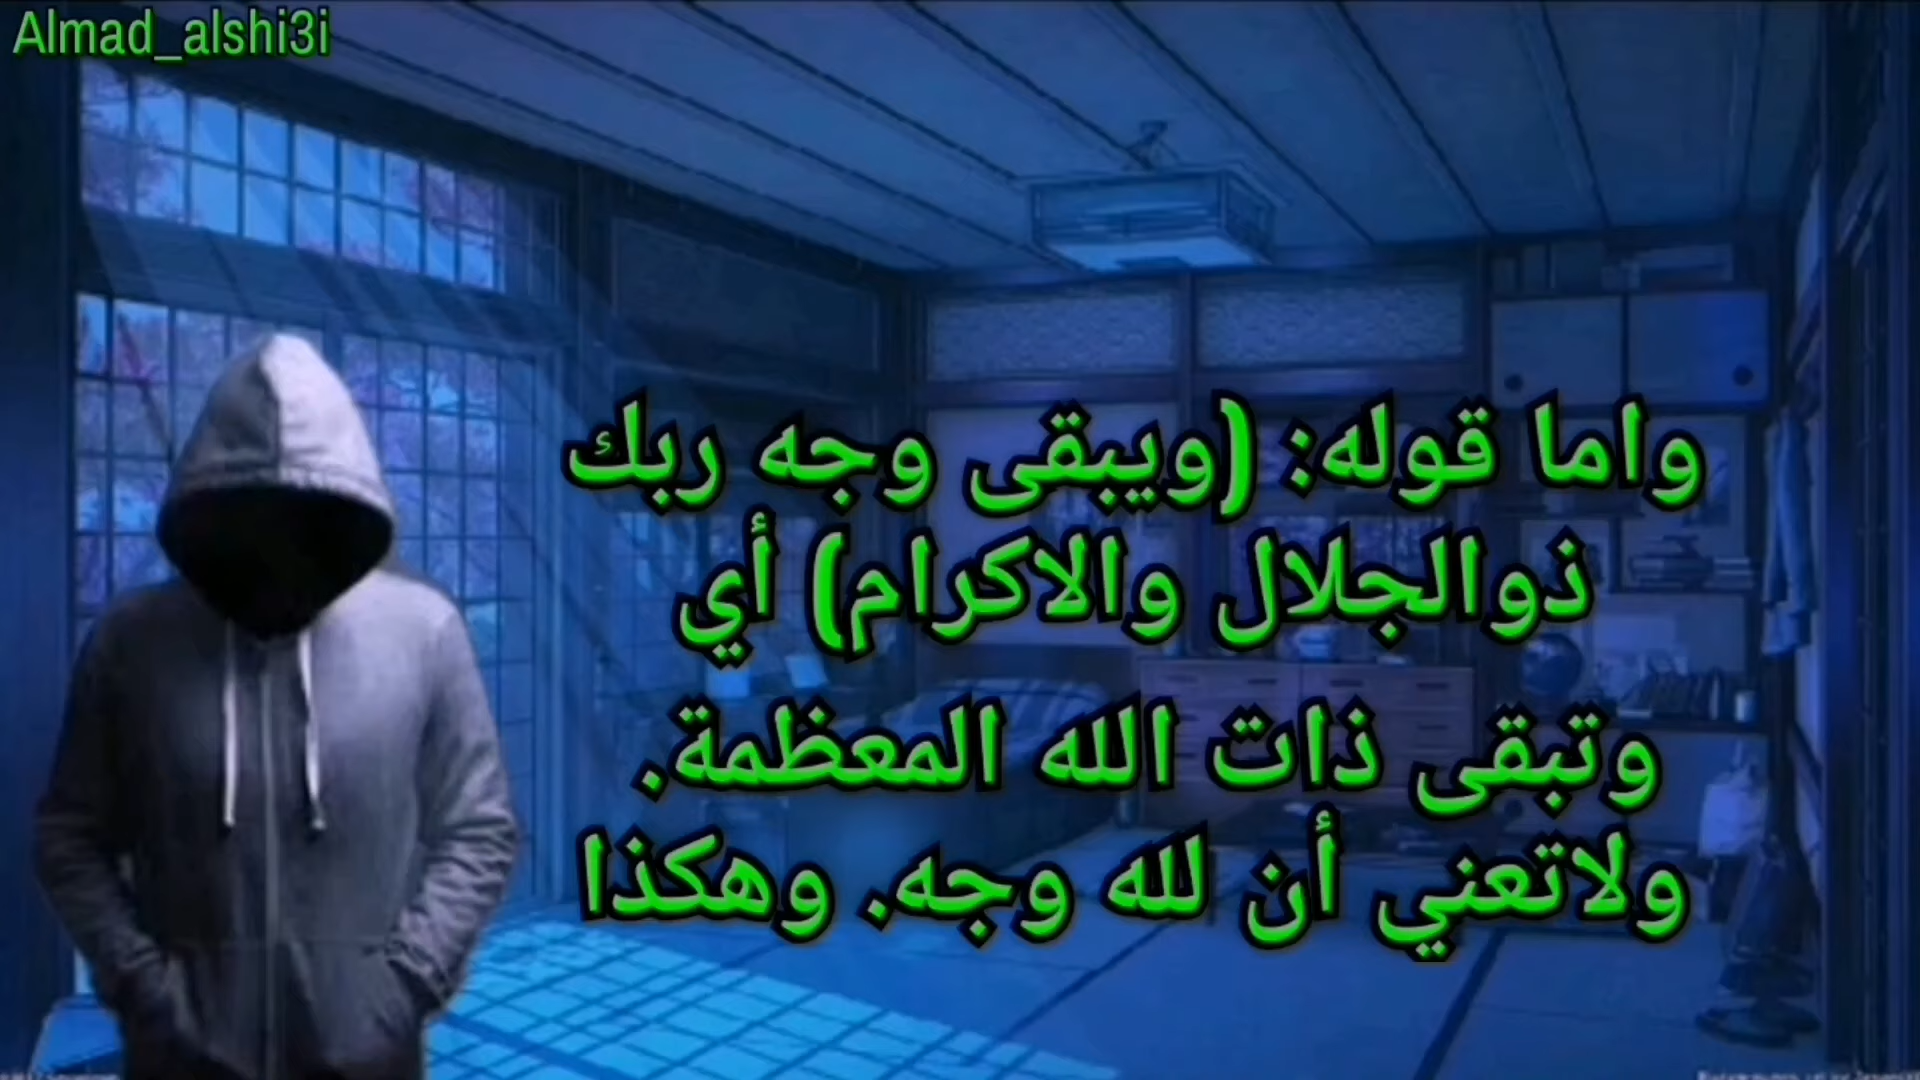 Almad_alshi3i
واما قوله: (ويبقى وجه ربك
ذوالجلال والاكرام) أي
وتبقى ذات الله المعظمة.
ولاتعني أن لله وجه. وهكذا